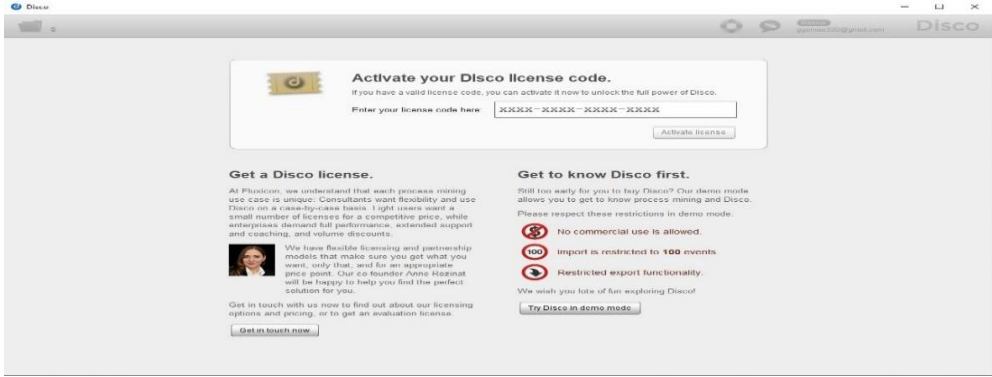 Disco
Disco
Activate your Disco license code.
If you have a valid license code, you can activate it now to unlock the full power of Disco.
Enter your license code here: XXXX-XXXX-XXXX-XXXX
Activate license
Get a Disco license.
At Fluxicon, we understand that each process mining
use case is unique: Consultants want flexibility and use
Disco on a case-by-case basis. Light users want a
small number of licenses for a competitive price, while
enterprises demand full performance, extended support
and coaching, and volume discounts.
We have flexible licensing and partnership
models that make sure you get what you
want, only that, and for an appropriate
price point. Our co founder Anne Rozinat
will be happy to help you find the perfect
solution for you.
Get in touch with us now to find out about our licensing
options and pricing, or to get an evaluation license.
Get in touch now
Get to know Disco first.
Still too early for you to buy Disco? Our demo mode
allows you to get to know process mining and Disco.
Please respect these restrictions in demo mode.
No commercial use is allowed.
100 Import is restricted to 100 events
Restricted export functionality.
We wish you lots of fun exploring Disco!
Try Disco in demo mode